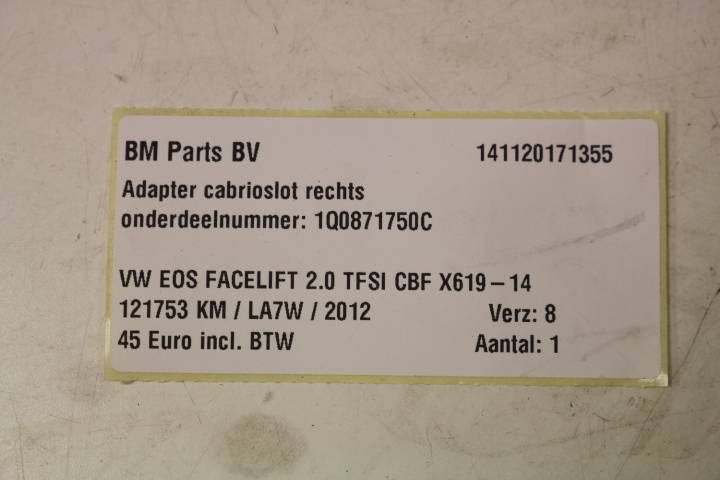 BM Parts BV 141120171355
Adapter cabrioslot rechts
onderdeelnummer: 1Q0871750C
VW EOS FACELIFT 2.0 TFSI CBF X619-14
121753 KM / LA7W / 2012 Verz: 8
45 Euro incl. BTW Aantal: 1